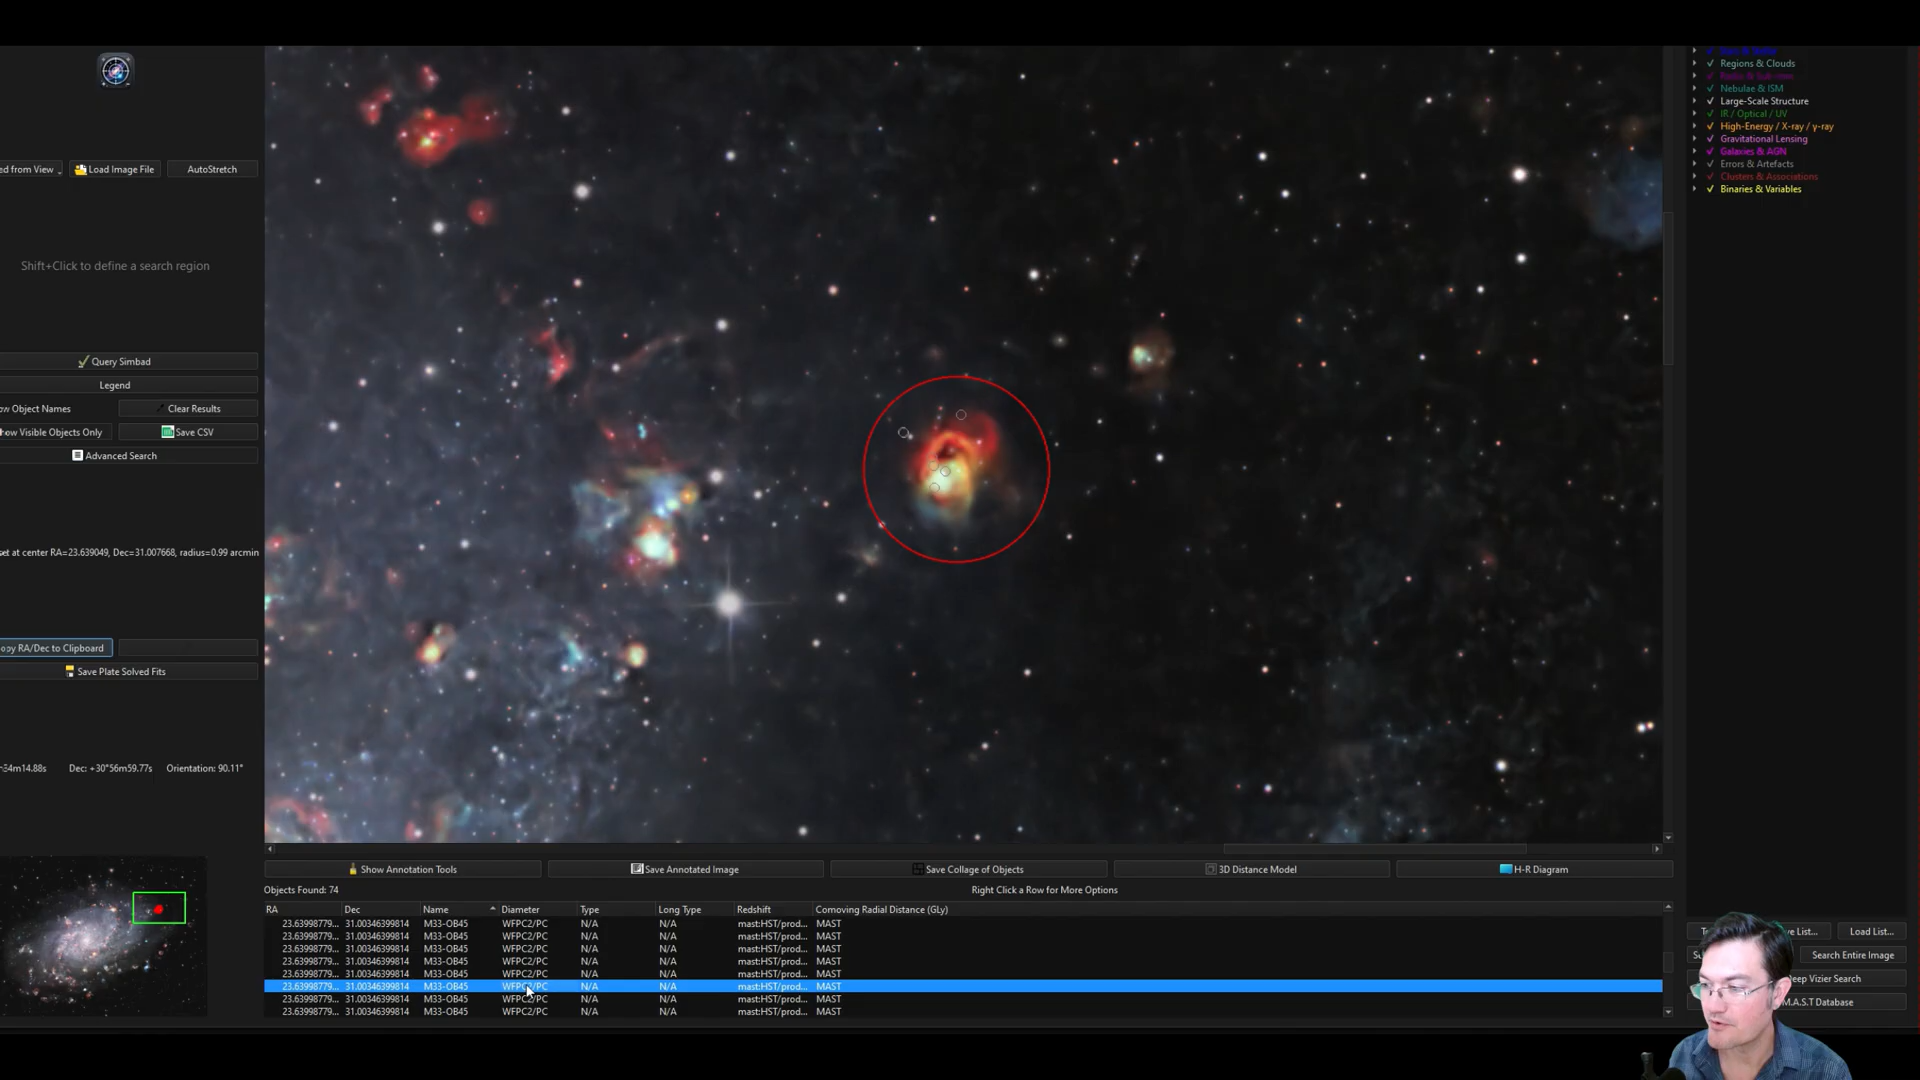 Regions & Clouds
Nebulae & ISM
Large-Scale Structure
IR / Optical / UV
High-Energy / X-ray / γ-ray
Gravitational Lensing
Galaxies & AGN
Errors & Artefacts
Clusters & Associations
Binaries & Variables
ed from View
Load Image File
AutoStretch
Shift+Click to define a search region
Query Simbad
Legend
ow Object Names
Clear Results
how Visible Objects Only
Save CSV
Advanced Search
set at center RA=23.639049, Dec=31.007668, radius=0.99 arcmin
opy RA/Dec to Clipboard
Save Plate Solved Fits
34m14.88s Dec: +30°56m59.77s Orientation: 90.11°
Show Annotation Tools
Save Annotated Image
Save Collage of Objects
3D Distance Model
H-R Diagram
Objects Found: 74
Right Click a Row for More Options
RA Dec Name Diameter Type Long Type Redshift Comoving Radial Distance (GLy)
23.63998779... 31.00346399814 M33-OB45 WFPC2/PC N/A N/A mast:HST/prod... MAST
23.63998779... 31.00346399814 M33-OB45 WFPC2/PC N/A N/A mast:HST/prod... MAST
23.63998779... 31.00346399814 M33-OB45 WFPC2/PC N/A N/A mast:HST/prod... MAST
23.63998779... 31.00346399814 M33-OB45 WFPC2/PC N/A N/A mast:HST/prod... MAST
23.63998779... 31.00346399814 M33-OB45 WFPC2/PC N/A N/A mast:HST/prod... MAST
23.63998779... 31.00346399814 M33-OB45 WFPC2/PC N/A N/A mast:HST/prod... MAST
23.63998779... 31.00346399814 M33-OB45 WFPC2/PC N/A N/A mast:HST/prod... MAST
23.63998779... 31.00346399814 M33-OB45 WFPC2/PC N/A N/A mast:HST/prod... MAST
ve List...
Load List...
Search Entire Image
eep Vizier Search
M.A.S.T Database